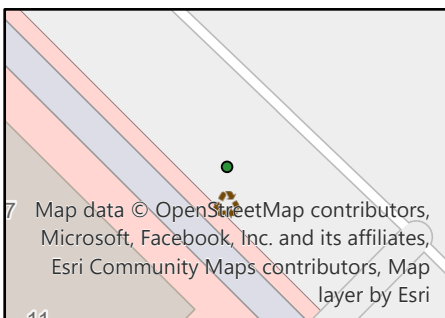 7 Map data © OpenStreetMap contributors,
Microsoft, Facebook, Inc. and its affiliates,
Esri Community Maps contributors, Map
layer by Esri
11